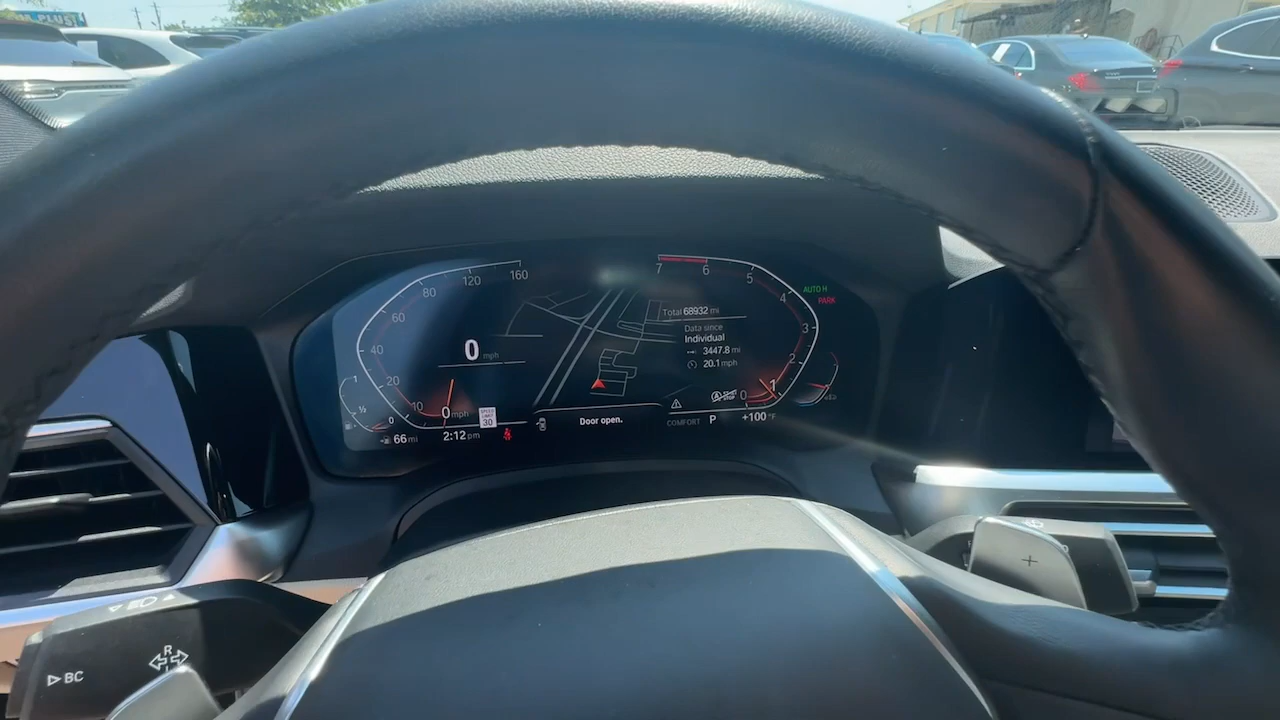 PLUS!
160
120
80
60
40
20
10
0 mph
0 mph
1
½
0
66 mi
2:12 pm
SPEED
LIMIT
30
Door open.
7
6
5
4
3
2
1
0
Total 68932 mi
Data since
Individual
3447.8 mi
20.1 mph
AUTO H
PARK
COMFORT P
+100 °F
+
R
BC